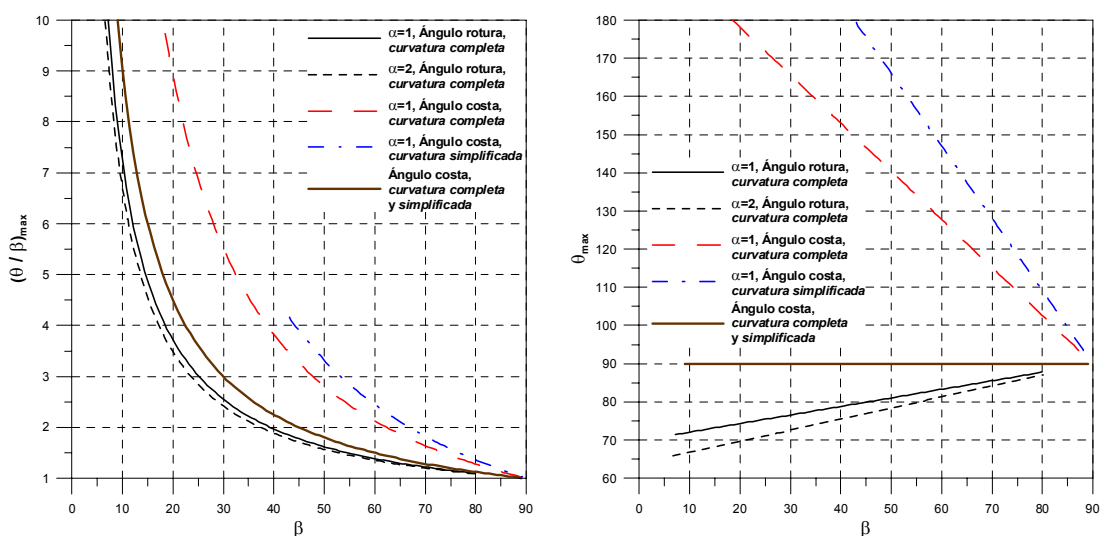 10
9
8
7
6
5
4
3
2
1
(θ / β)max
0
10
20
30
40
50
60
70
80
90
β
α=1, Ángulo rotura,
curvatura completa
α=2, Ángulo rotura,
curvatura completa
α=1, Ángulo costa,
curvatura completa
α=1, Ángulo costa,
curvatura simplificada
Ángulo costa,
curvatura completa
y simplificada
180
170
160
150
140
130
120
110
100
90
80
70
60
θmax
0
10
20
30
40
50
60
70
80
90
β
α=1, Ángulo rotura,
curvatura completa
α=2, Ángulo rotura,
curvatura completa
α=1, Ángulo costa,
curvatura completa
α=1, Ángulo costa,
curvatura simplificada
Ángulo costa,
curvatura completa
y simplificada